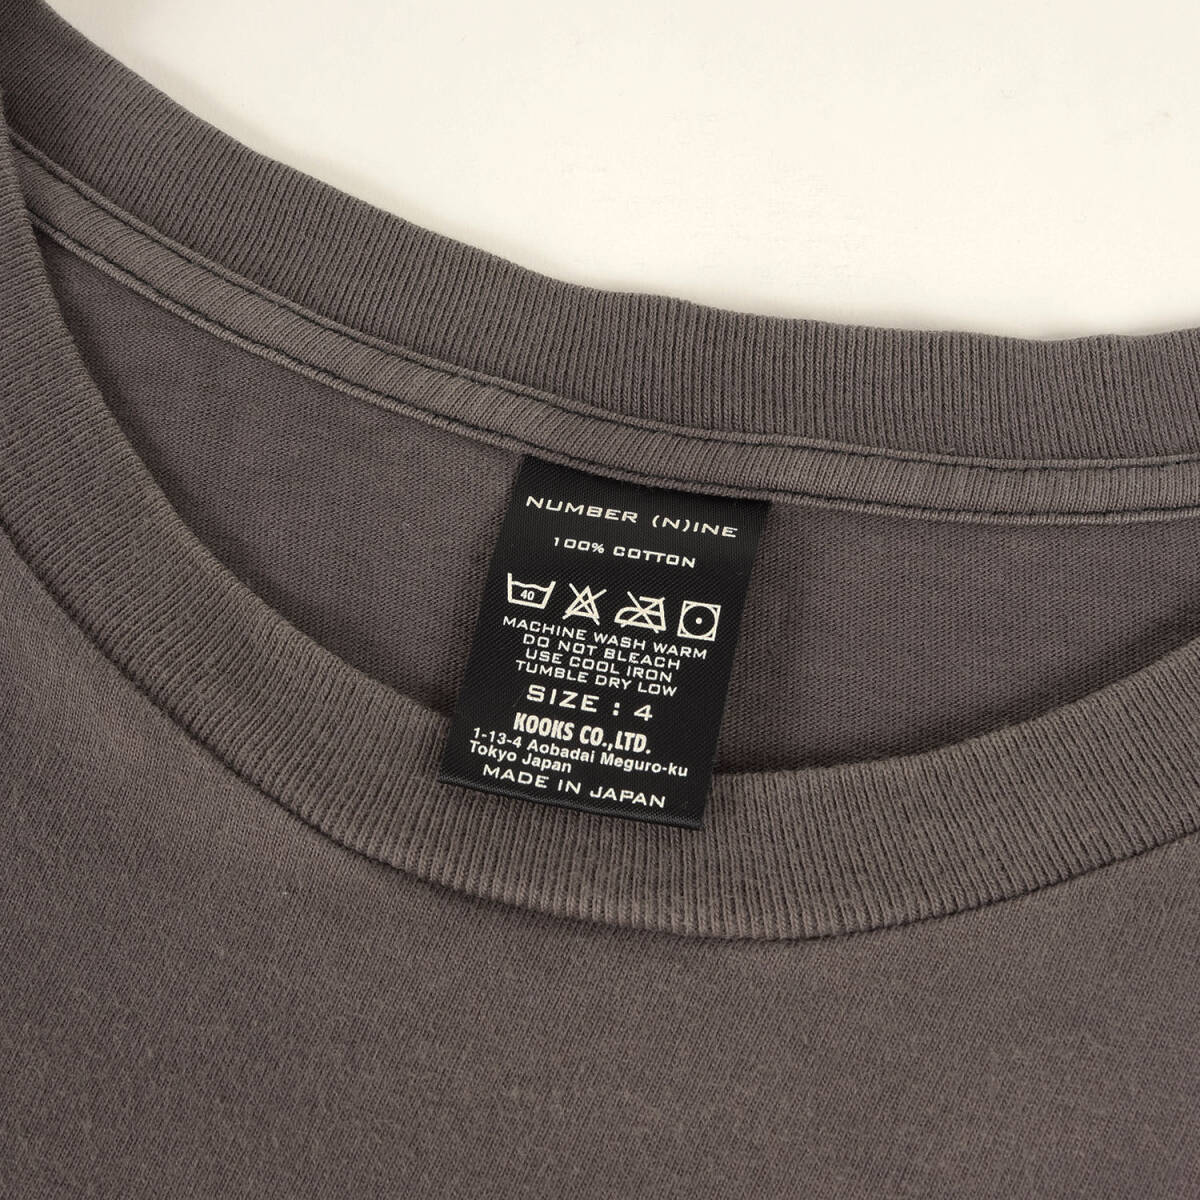 NUMBER (N)INE
100% COTTON
40
MACHINE WASH WARM
DO NOT BLEACH
USE COOL IRON
TUMBLE DRY LOW
SIZE : 4
KOOKS CO.,LTD.
1-13-4 Aobadai Meguro-ku
Tokyo Japan
MADE IN JAPAN